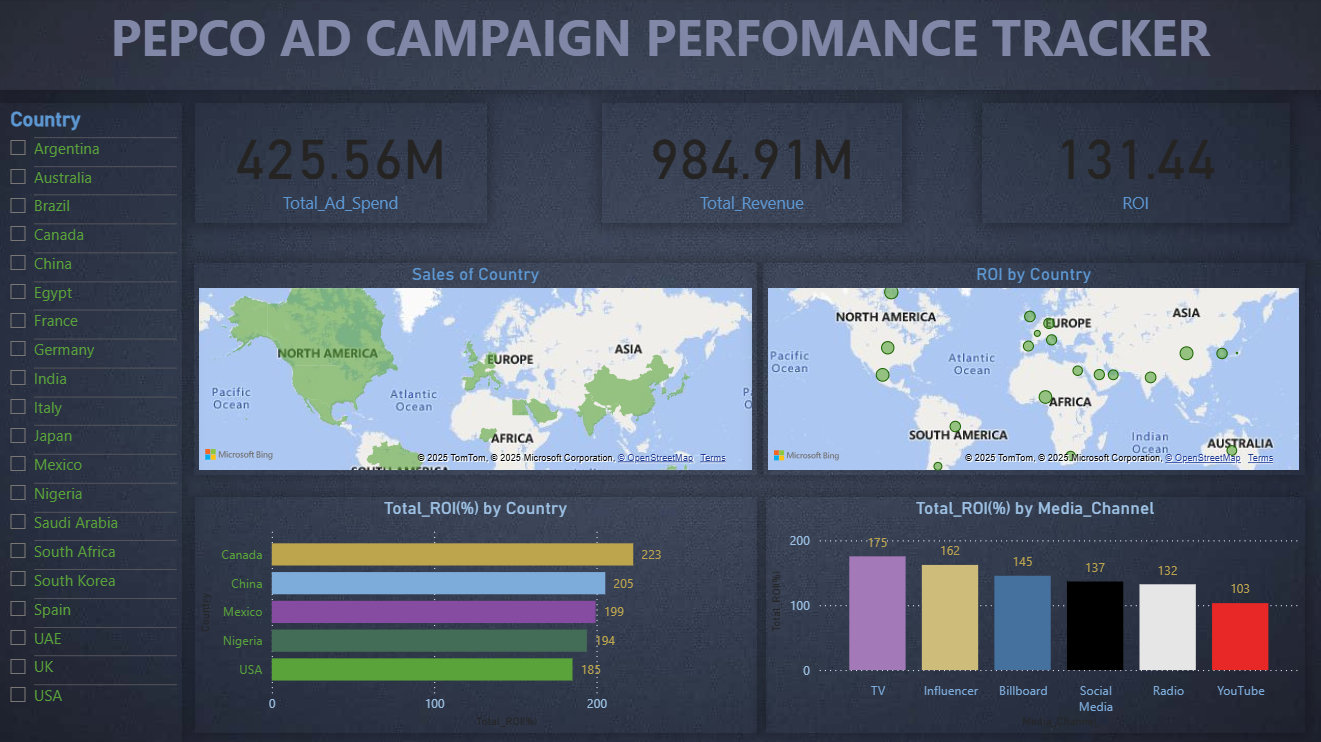 PEPCO AD CAMPAIGN PERFOMANCE TRACKER
Country
Argentina
Australia
Brazil
Canada
China
Egypt
France
Germany
India
Italy
Japan
Mexico
Nigeria
Saudi Arabia
South Africa
South Korea
Spain
UAE
UK
USA
425.56M
Total_Ad_Spend
984.91M
Total_Revenue
131.44
ROI
Sales of Country
NORTH AMERICA
EUROPE
ASIA
Pacific
Ocean
Atlantic
Ocean
AFRICA
SOUTH AMERICA
P
O
Microsoft Bing
© 2025 TomTom, © 2025 Microsoft Corporation, © OpenStreetMap Terms
ROI by Country
NORTH AMERICA
EUROPE
ASIA
Pacific
Ocean
Atlantic
Ocean
AFRICA
SOUTH AMERICA
Indian
Ocean
AUSTRALIA
Microsoft Bing
© 2025 TomTom, © 2025 Microsoft Corporation, © OpenStreetMap Terms
Total_ROI(%) by Country
Country
Canada 223
China 205
Mexico 199
Nigeria 194
USA 185
0 100 200
Total_ROI(%)
Total_ROI(%) by Media_Channel
Total_ROI(%)
200
100
0
175
162
145
137
132
103
TV
Influencer
Billboard
Social
Media
Radio
YouTube
Media_Channel